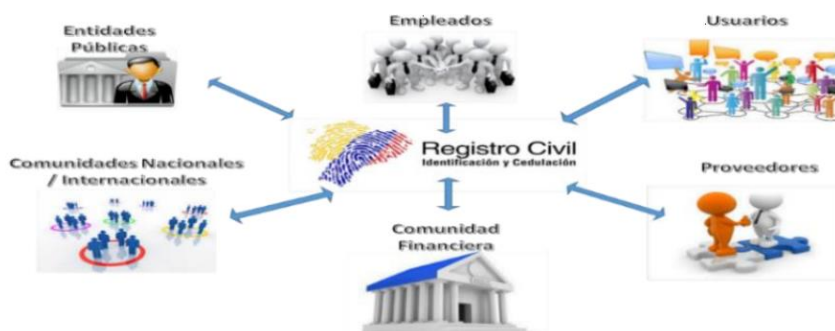 Entidades
Públicas
Empleados
.Usuarios
Registro Civil
Identificación y Cedulación
Comunidades Nacionales
/ Internacionales
Proveedores
Comunidad
Financiera